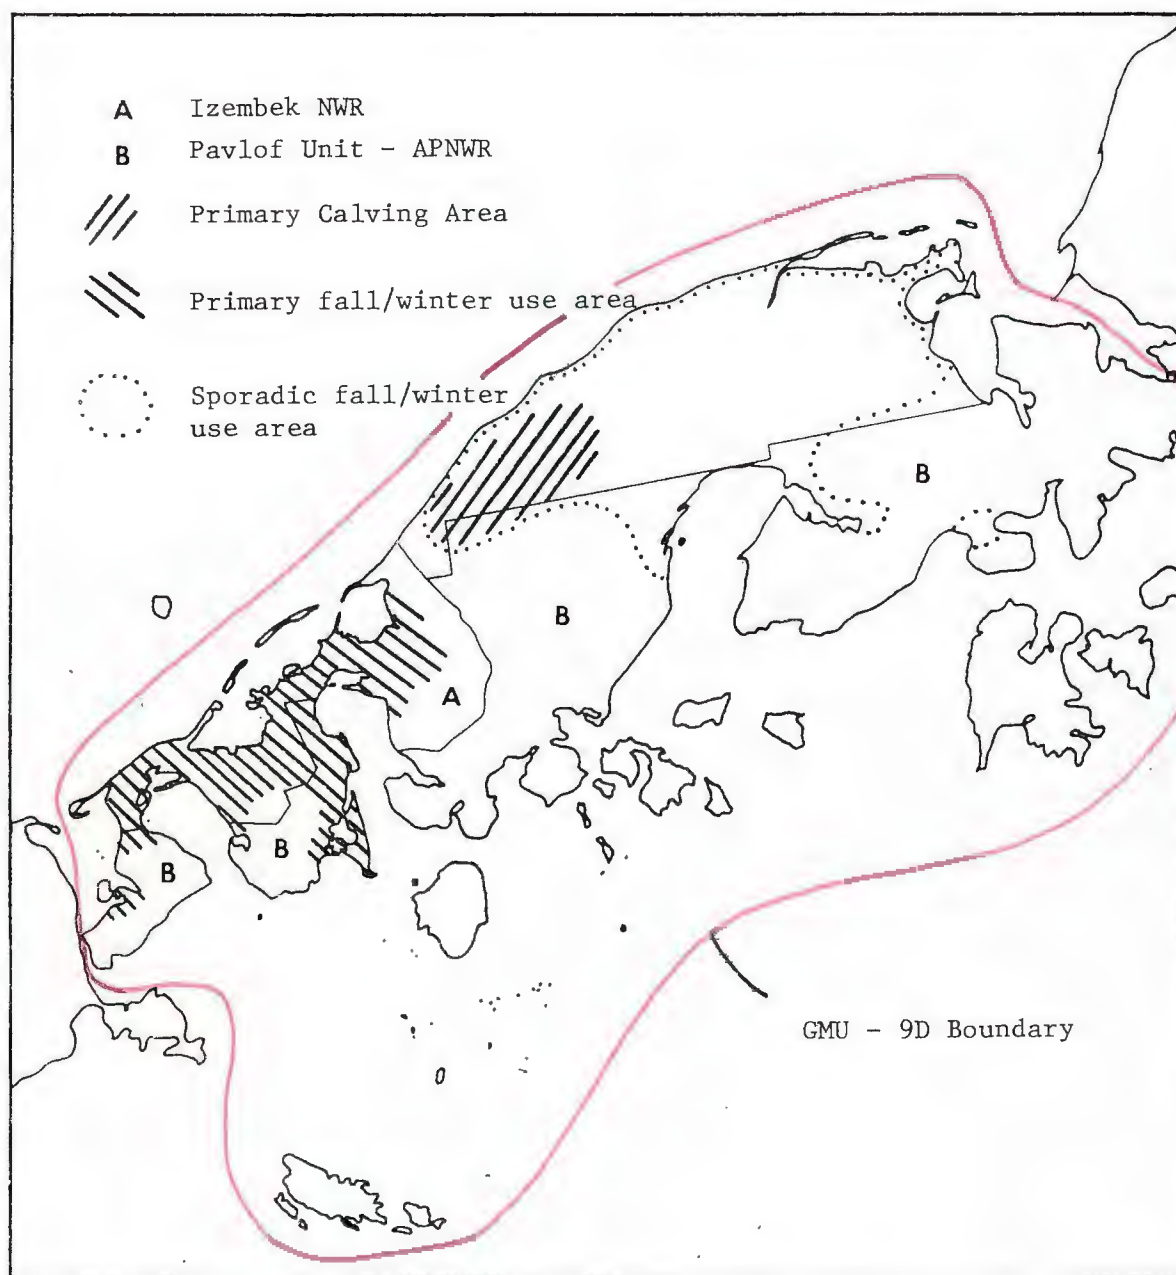 A Izembek NWR
B Pavlof Unit - APNWR
Primary Calving Area
Primary fall/winter use area
Sporadic fall/winter
use area
B
B
A
B
B
GMU - 9D Boundary